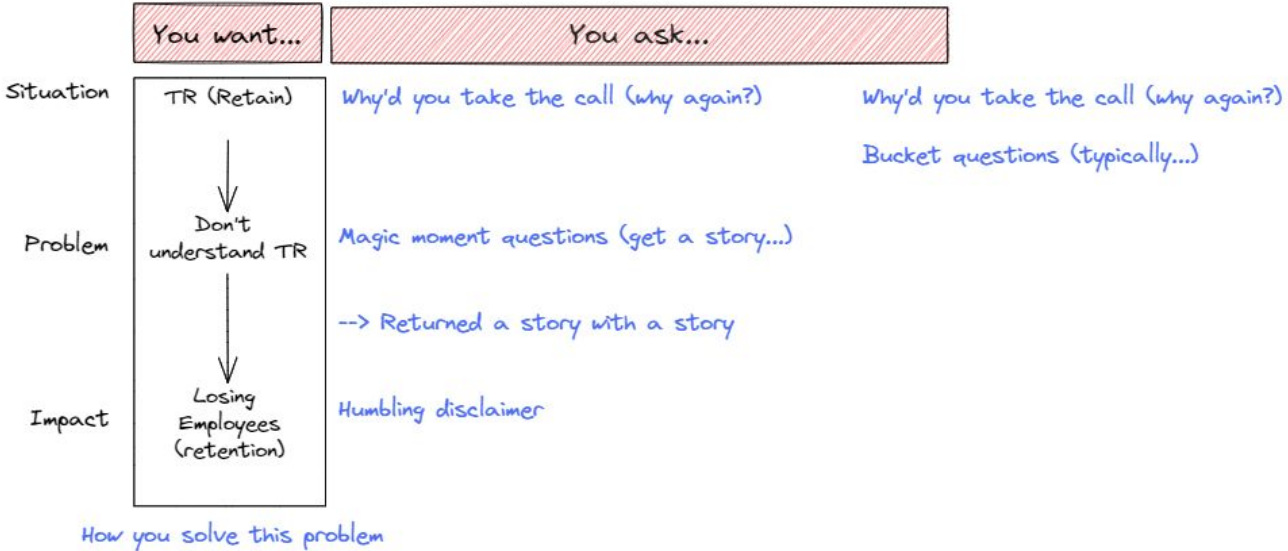 You want...
You ask...
Situation
TR (Retain)
Why'd you take the call (why again?)
Why'd you take the call (why again?)
Bucket questions (typically...)
Problem
Don't
understand TR
Magic moment questions (get a story...)
--> Returned a story with a story
Impact
Losing
Employees
(retention)
Humbling disclaimer
How you solve this problem